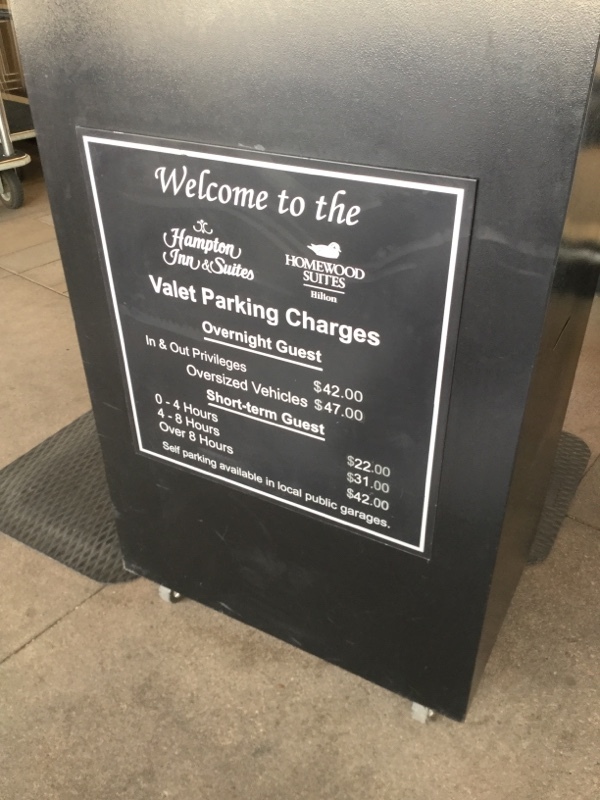 Welcome to the
Hampton
Inn & Suites
HOMEWOOD
SUITES
Hilton
Valet Parking Charges
Overnight Guest
In & Out Privileges $42.00
Oversized Vehicles $47.00
Short-term Guest
0 - 4 Hours $22.00
4 - 8 Hours $31.00
Over 8 Hours $42.00
Self parking available in local public garages.